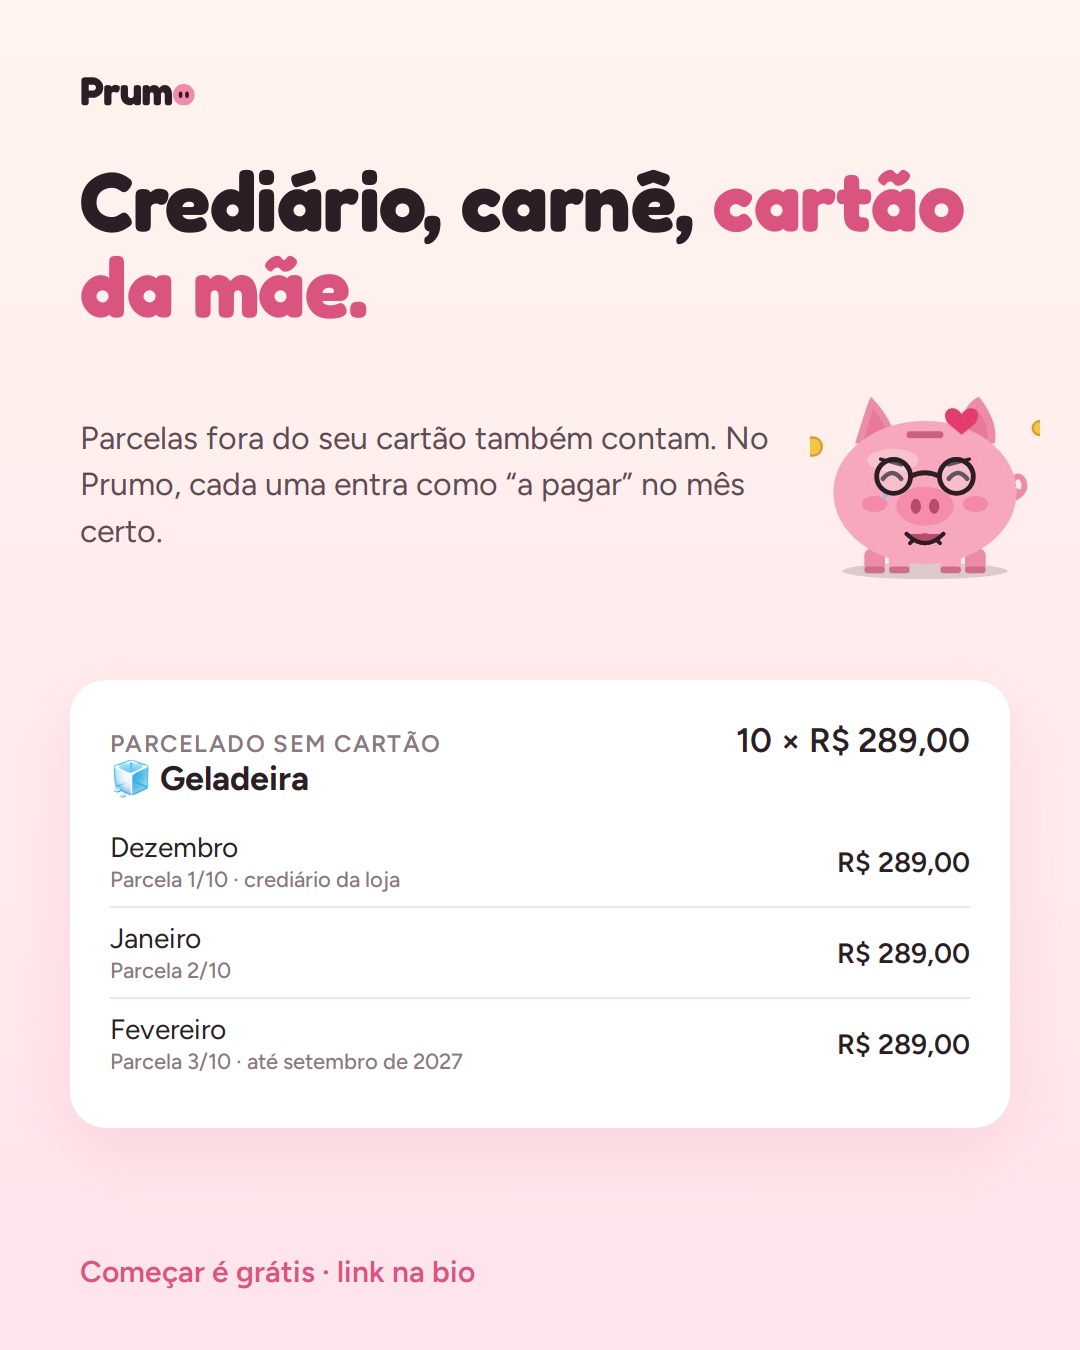 Prumo
Crediário, carnê, cartão
da mãe.
Parcelas fora do seu cartão também contam. No
Prumo, cada uma entra como “a pagar” no mês
certo.
PARCELADO SEM CARTÃO
10 × R$ 289,00
Geladeira
Dezembro
Parcela 1/10 · crediário da loja
R$ 289,00
Janeiro
Parcela 2/10
R$ 289,00
Fevereiro
Parcela 3/10 · até setembro de 2027
R$ 289,00
Começar é grátis · link na bio